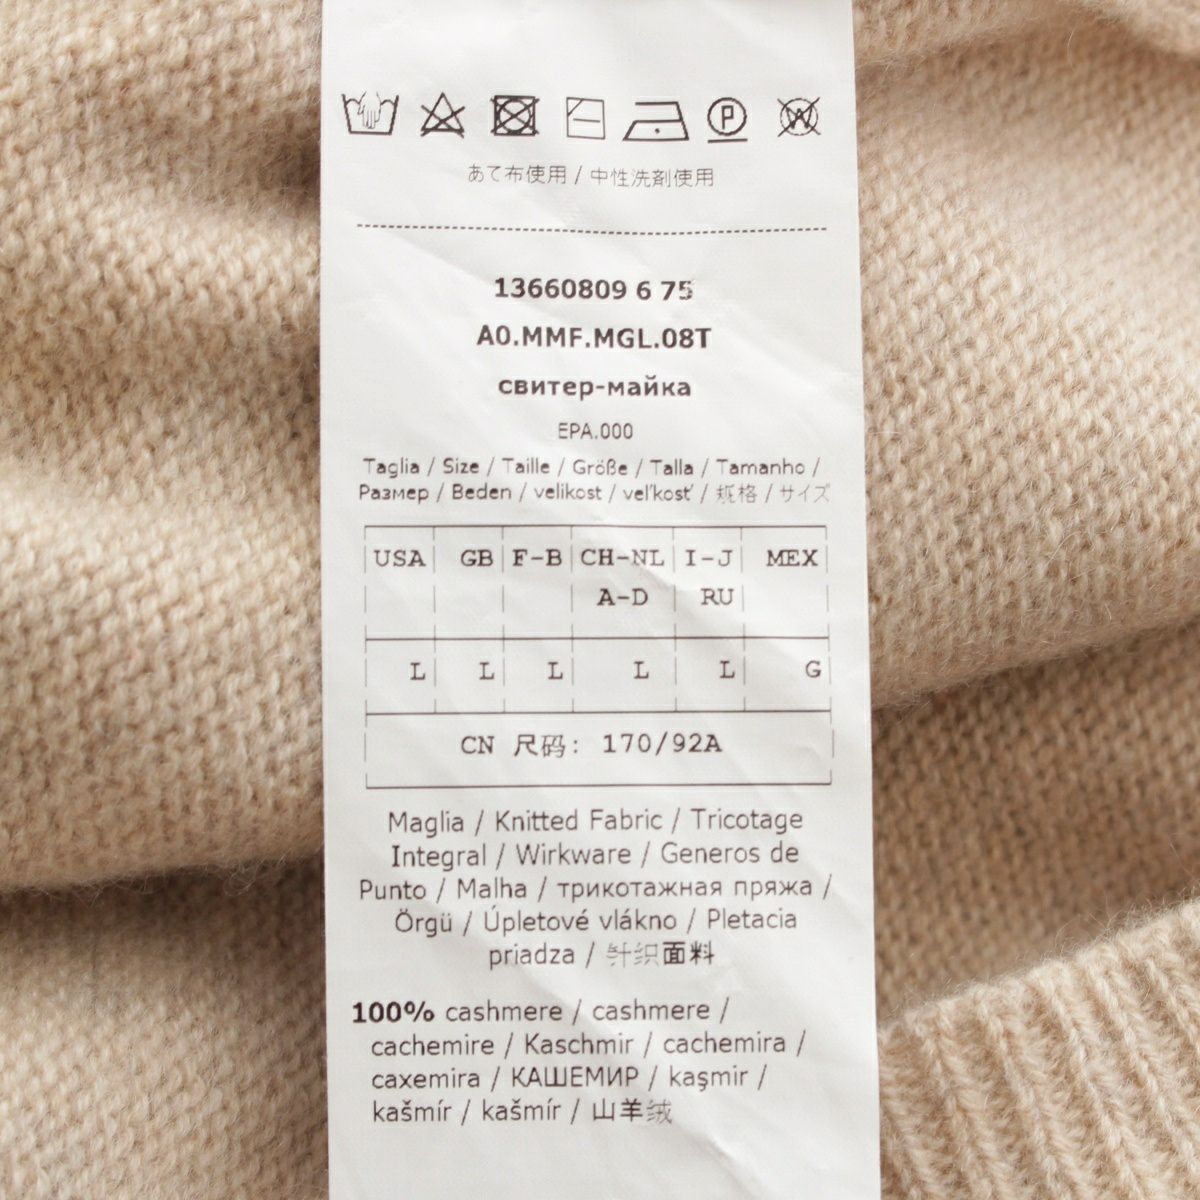 P
W
あて布使用 / 中性洗剤使用
13660809 6 75
A0.MMF.MGL.08T
свитер-майка
EPA.000
Taglia / Size / Taille / Größe / Talla / Tamanho /
Размер / Beden / velikost / veľkosť / 规格 / サイズ
USA GB F-B CH-NL I-J MEX
A-D RU
L L L L L G
CN 尺码: 170/92A
Maglia / Knitted Fabric / Tricotage
Integral / Wirkware / Generos de
Punto / Malha / трикотажная пряжа /
Örgü / Úpletové vlákno / Pletacia
priadza / 针织面料
100% cashmere / cashmere /
cachemire / Kaschmir / cachemira /
caxemira / КАШЕМИР / kaşmir /
kašmír / kašmír / 山羊绒